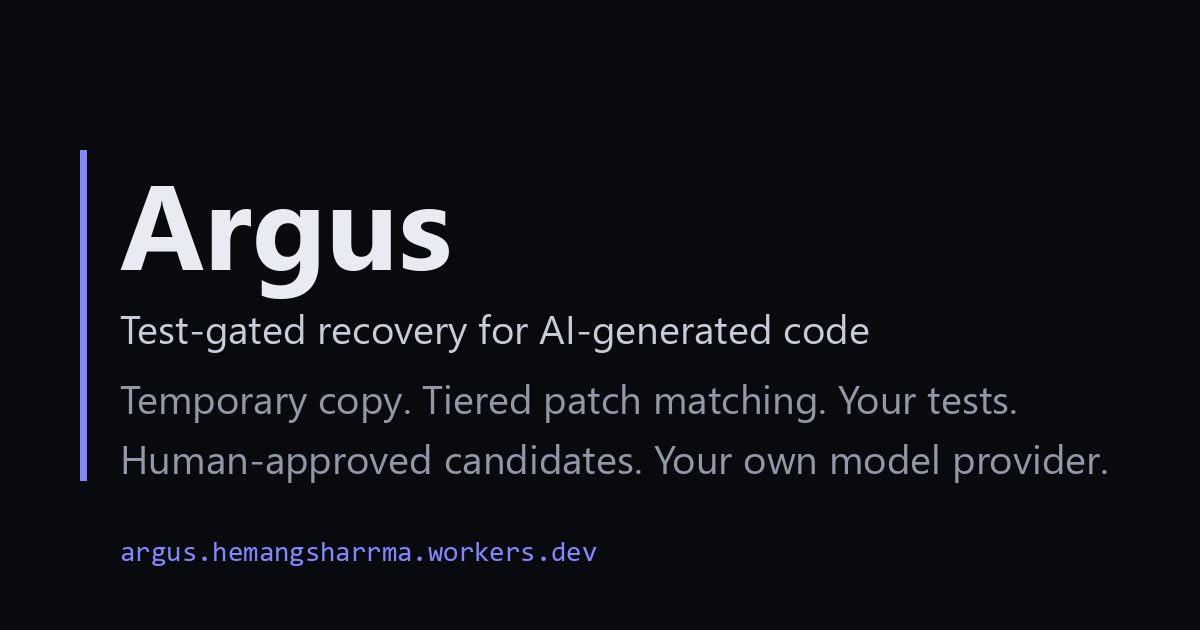 Argus
Test-gated recovery for AI-generated code
Temporary copy. Tiered patch matching. Your tests.
Human-approved candidates. Your own model provider.
argus.hemangsharrma.workers.dev